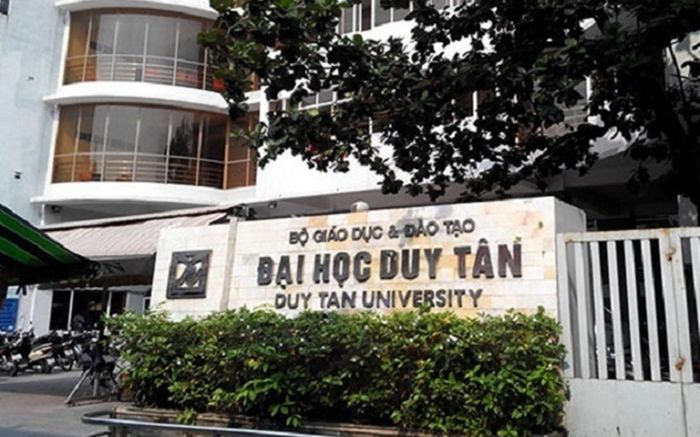 BỘ GIÁO DỤC & ĐÀO TẠO
ĐẠI HỌC DUY TÂN
DUY TAN UNIVERSITY